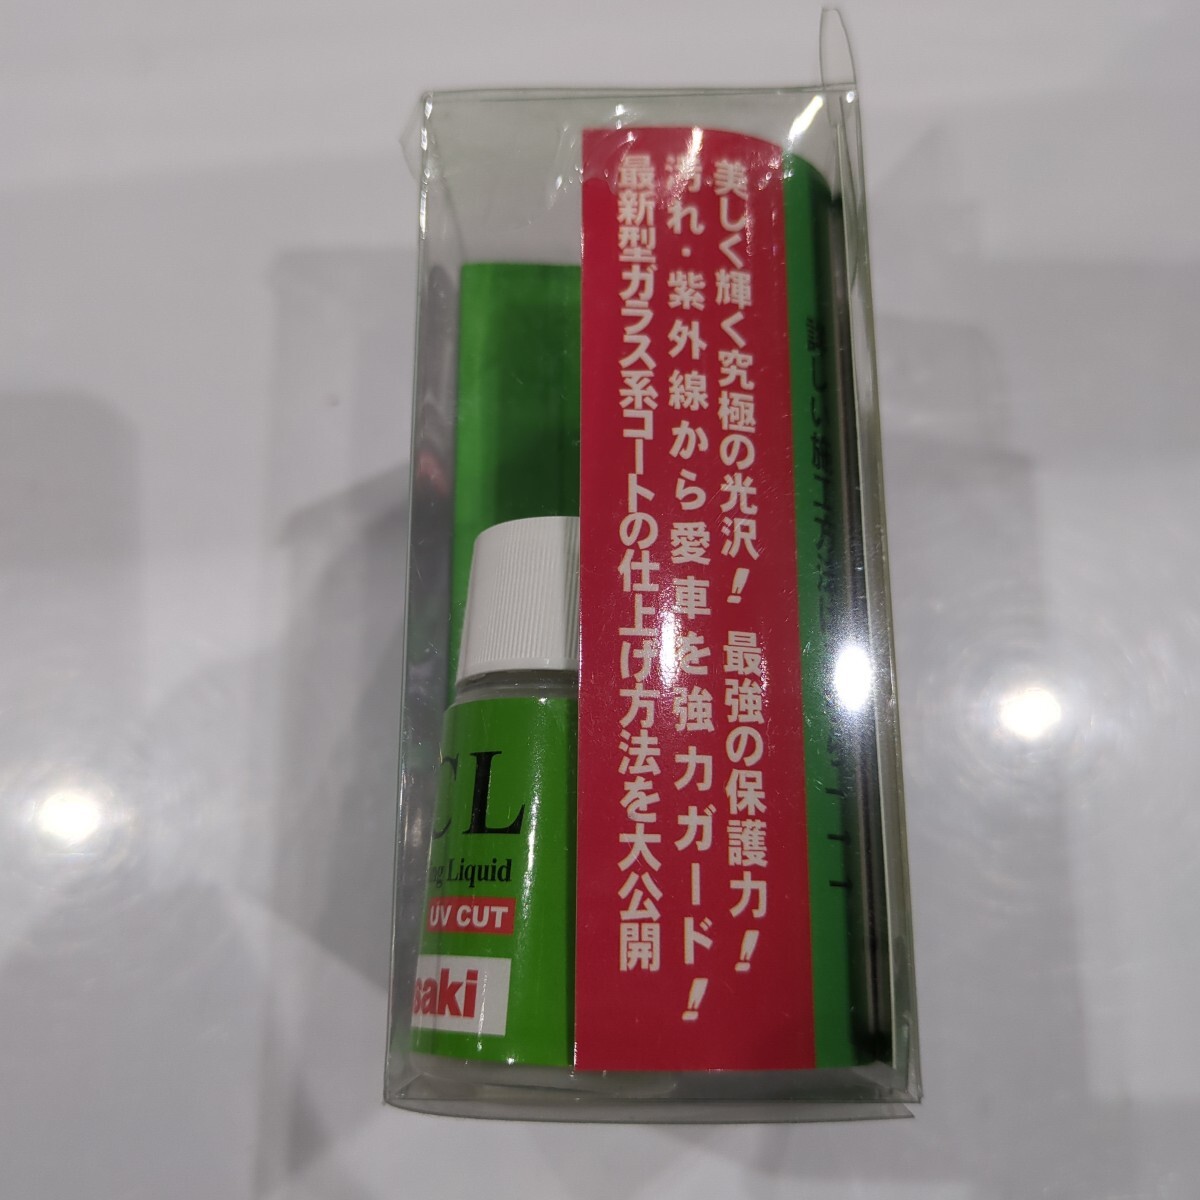 美しく輝く究極の光沢! 最強の保護力!
汚れ・紫外線から愛車を強力ガード!
最新型ガラス系コートの仕上げ方法を大公開
CL
Liquid
UV CUT
saki